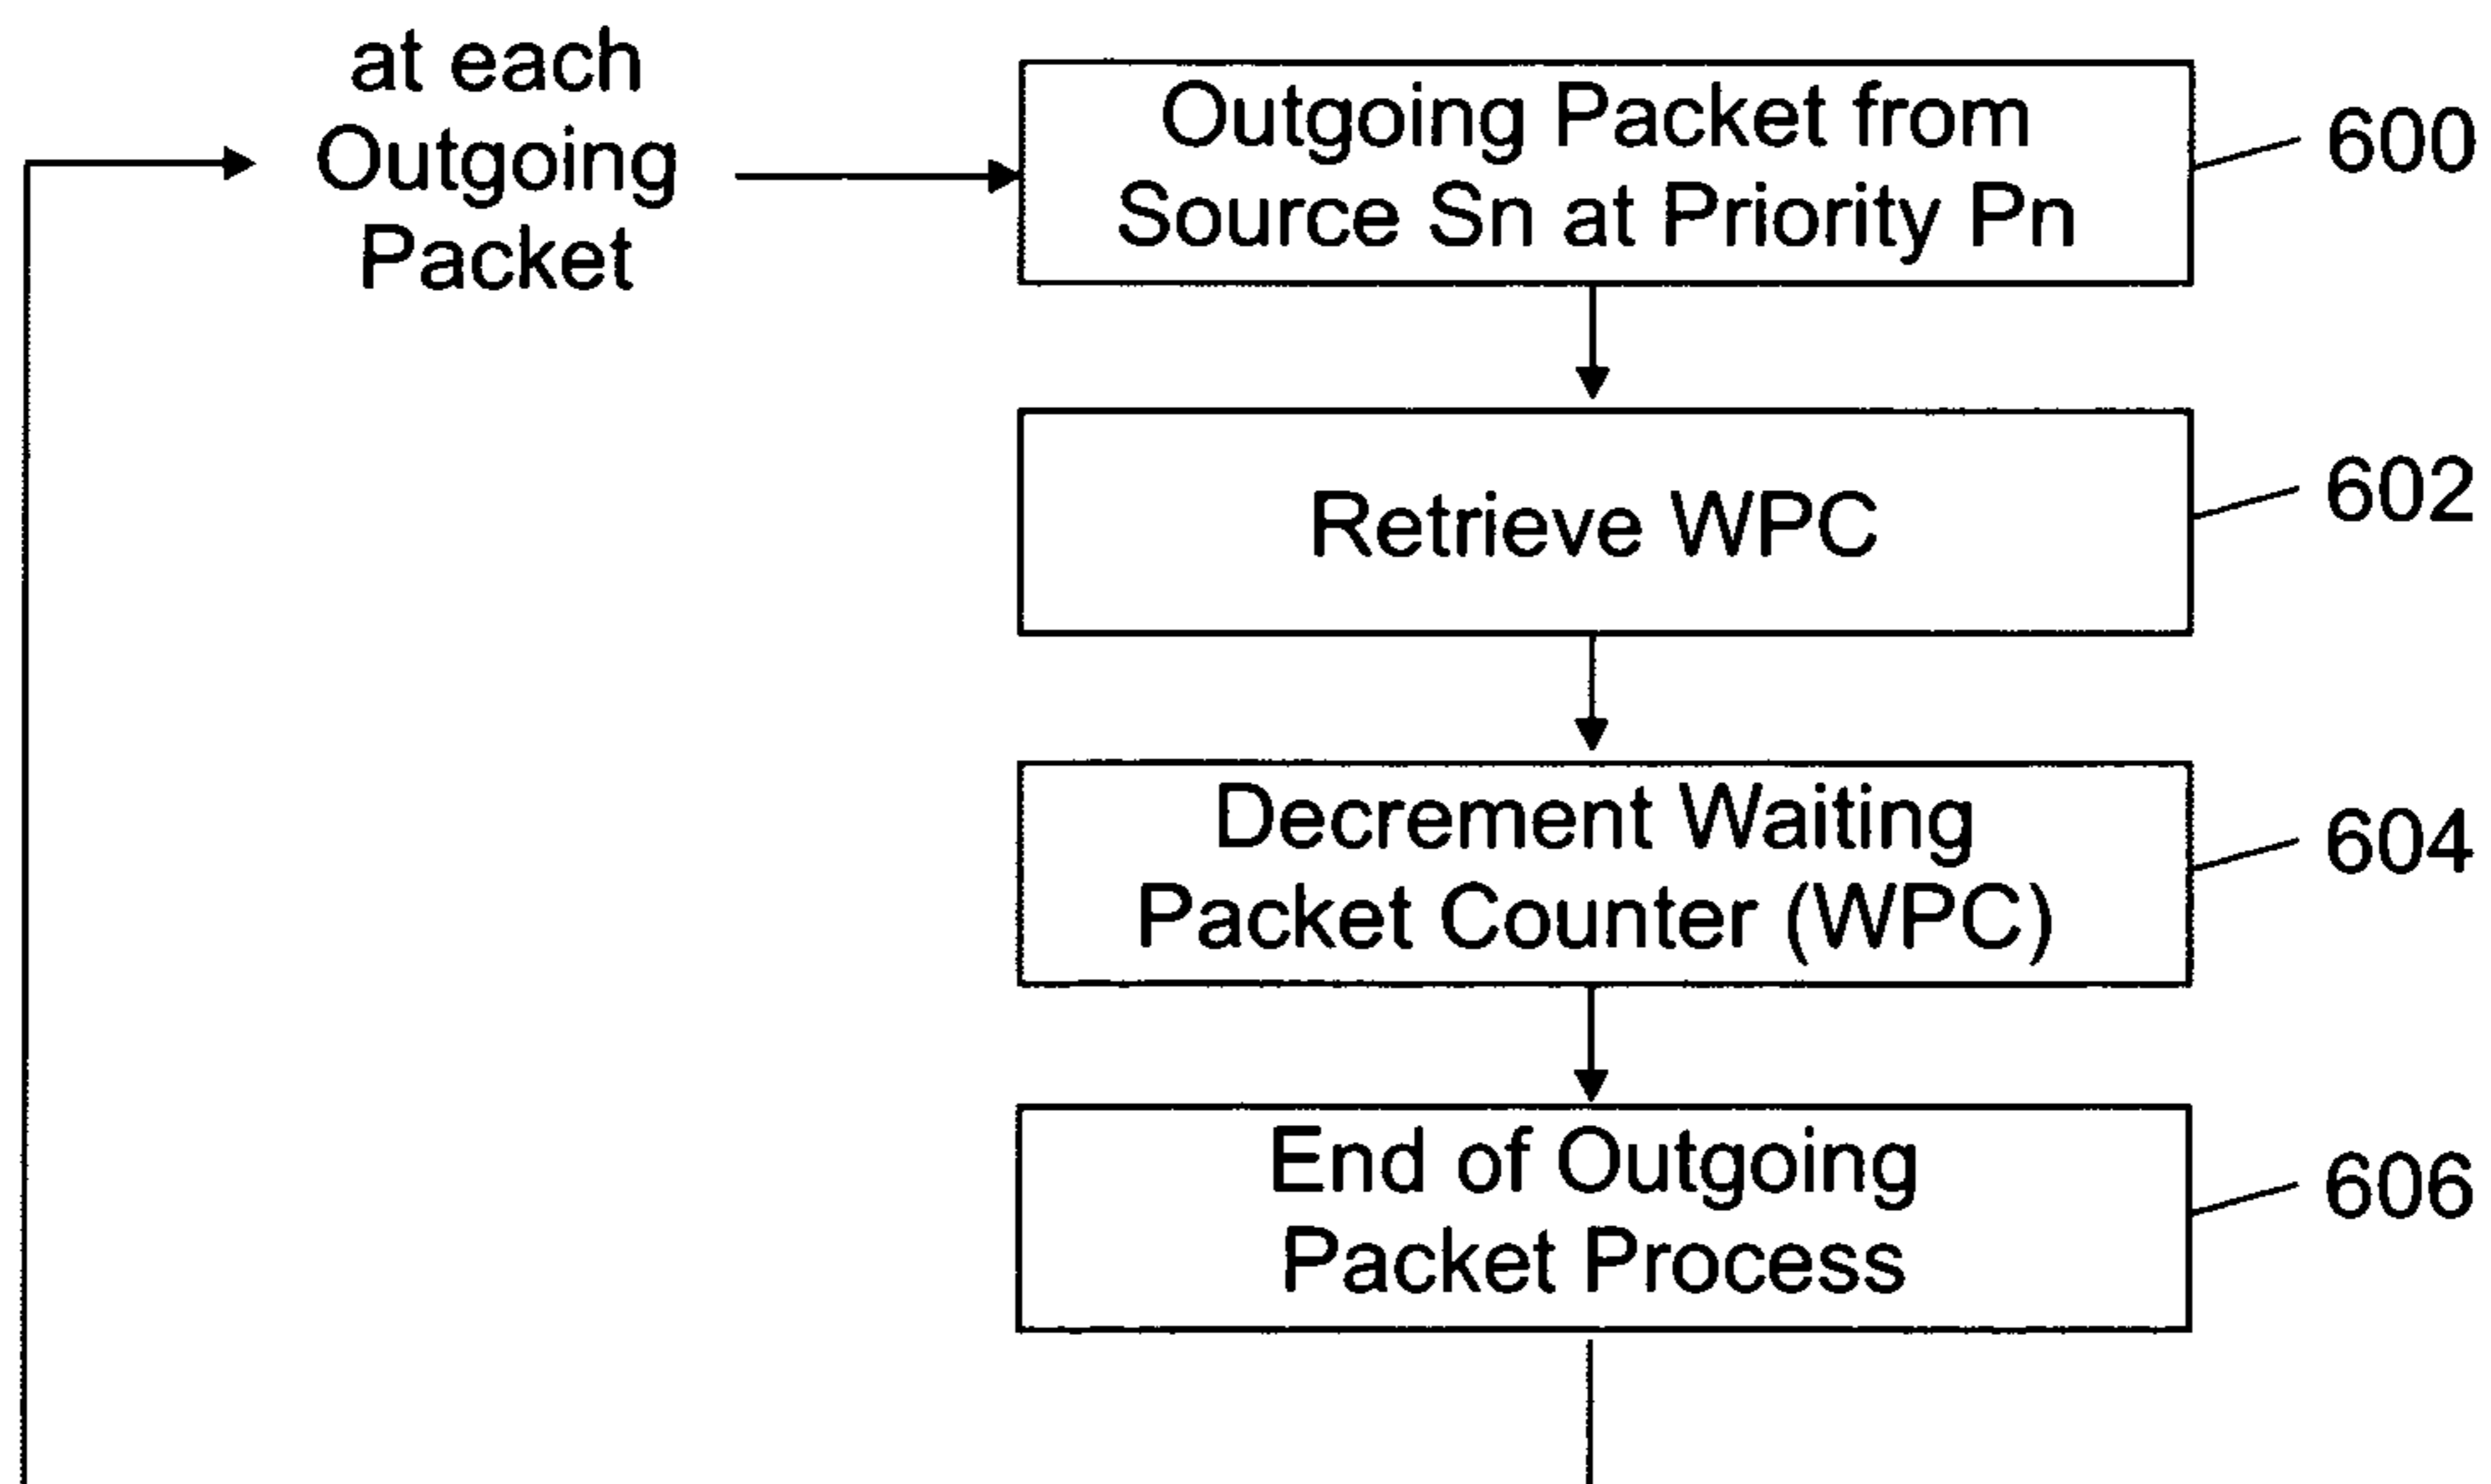 at each
Outgoing
Packet
Outgoing Packet from
Source Sn at Priority Pn
600
Retrieve WPC
602
Decrement Waiting
Packet Counter (WPC)
604
End of Outgoing
Packet Process
606